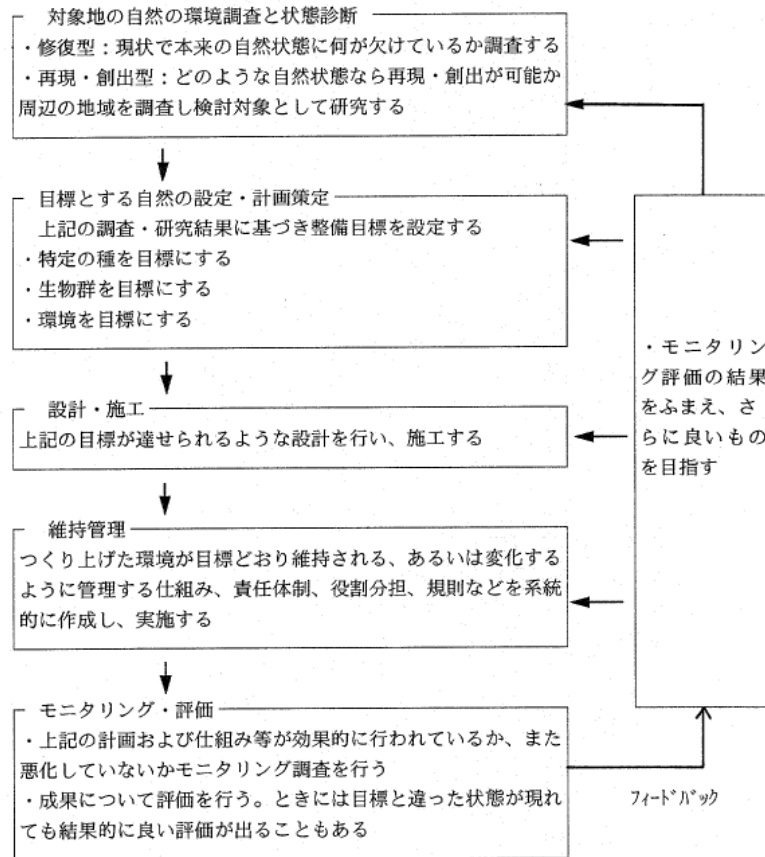 対象地の自然の環境調査と状態診断
・修復型：現状で本来の自然状態に何が欠けているか調査する
・再現・創出型：どのような自然状態なら再現・創出が可能か
周辺の地域を調査し検討対象として研究する
目標とする自然の設定・計画策定
上記の調査・研究結果に基づき整備目標を設定する
・特定の種を目標にする
・生物群を目標にする
・環境を目標にする
設計・施工
上記の目標が達せられるような設計を行い、施工する
維持管理
つくり上げた環境が目標どおり維持される、あるいは変化する
ように管理する仕組み、責任体制、役割分担、規則などを系統
的に作成し、実施する
モニタリング・評価
・上記の計画および仕組み等が効果的に行われているか、また
悪化していないかモニタリング調査を行う
・成果について評価を行う。ときには目標と違った状態が現れ
ても結果的に良い評価が出ることもある
・モニタリン
グ評価の結果
をふまえ、さ
らに良いもの
を目指す
フィードバック